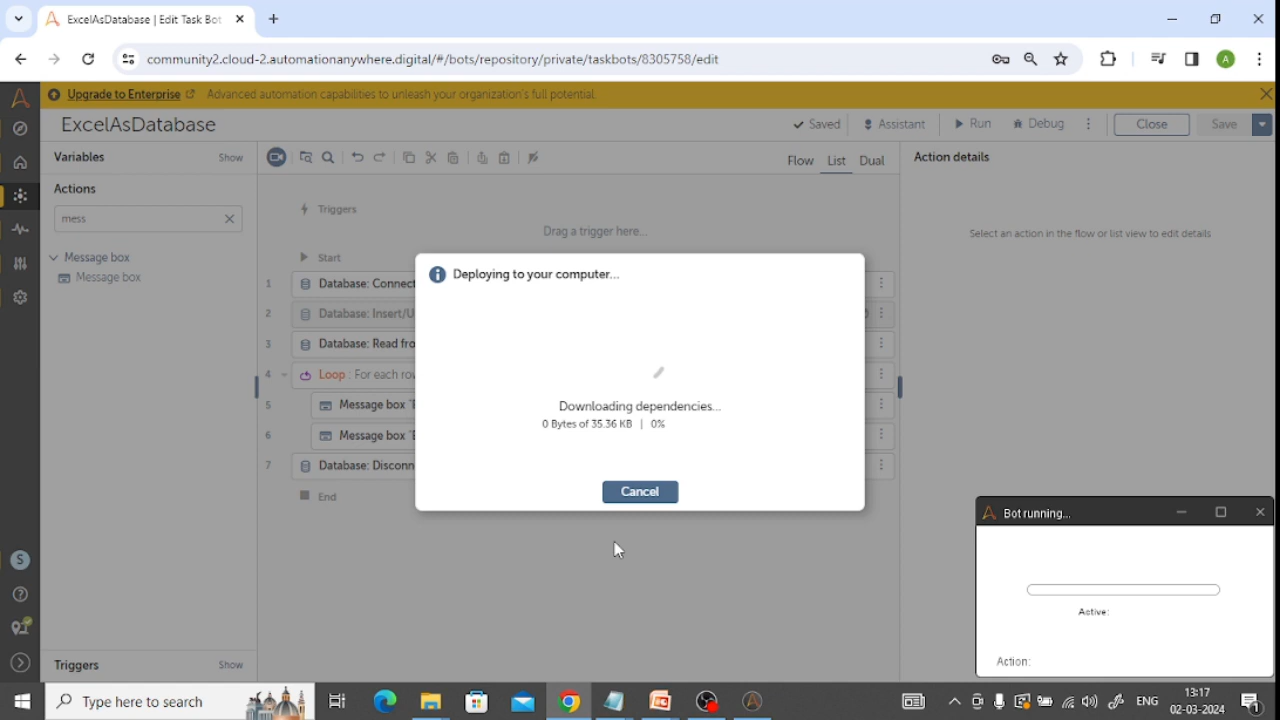 ExcelAsDatabase | Edit Task Bot
community2.cloud-2.automationanywhere.digital/#/bots/repository/private/taskbots/8305758/edit
A
Upgrade to Enterprise Advanced automation capabilities to unleash your organization's full potential.
ExcelAsDatabase
Saved
Assistant
Run
Debug
Close
Save
Variables
Show
Flow
List
Dual
Action details
Actions
mess
Triggers
Drag a trigger here...
Select an action in the flow or list view to edit details
Message box
Message box
Start
1 Database: Connect
2 Database: Insert/U
3 Database: Read fro
4 Loop : For each row
5 Message box
6 Message box
7 Database: Disconn
End
Deploying to your computer...
Downloading dependencies...
0 Bytes of 35.36 KB | 0%
Cancel
Bot running...
Active:
Action:
S
Triggers
Show
Type here to search
ENG
13:17
02-03-2024
1